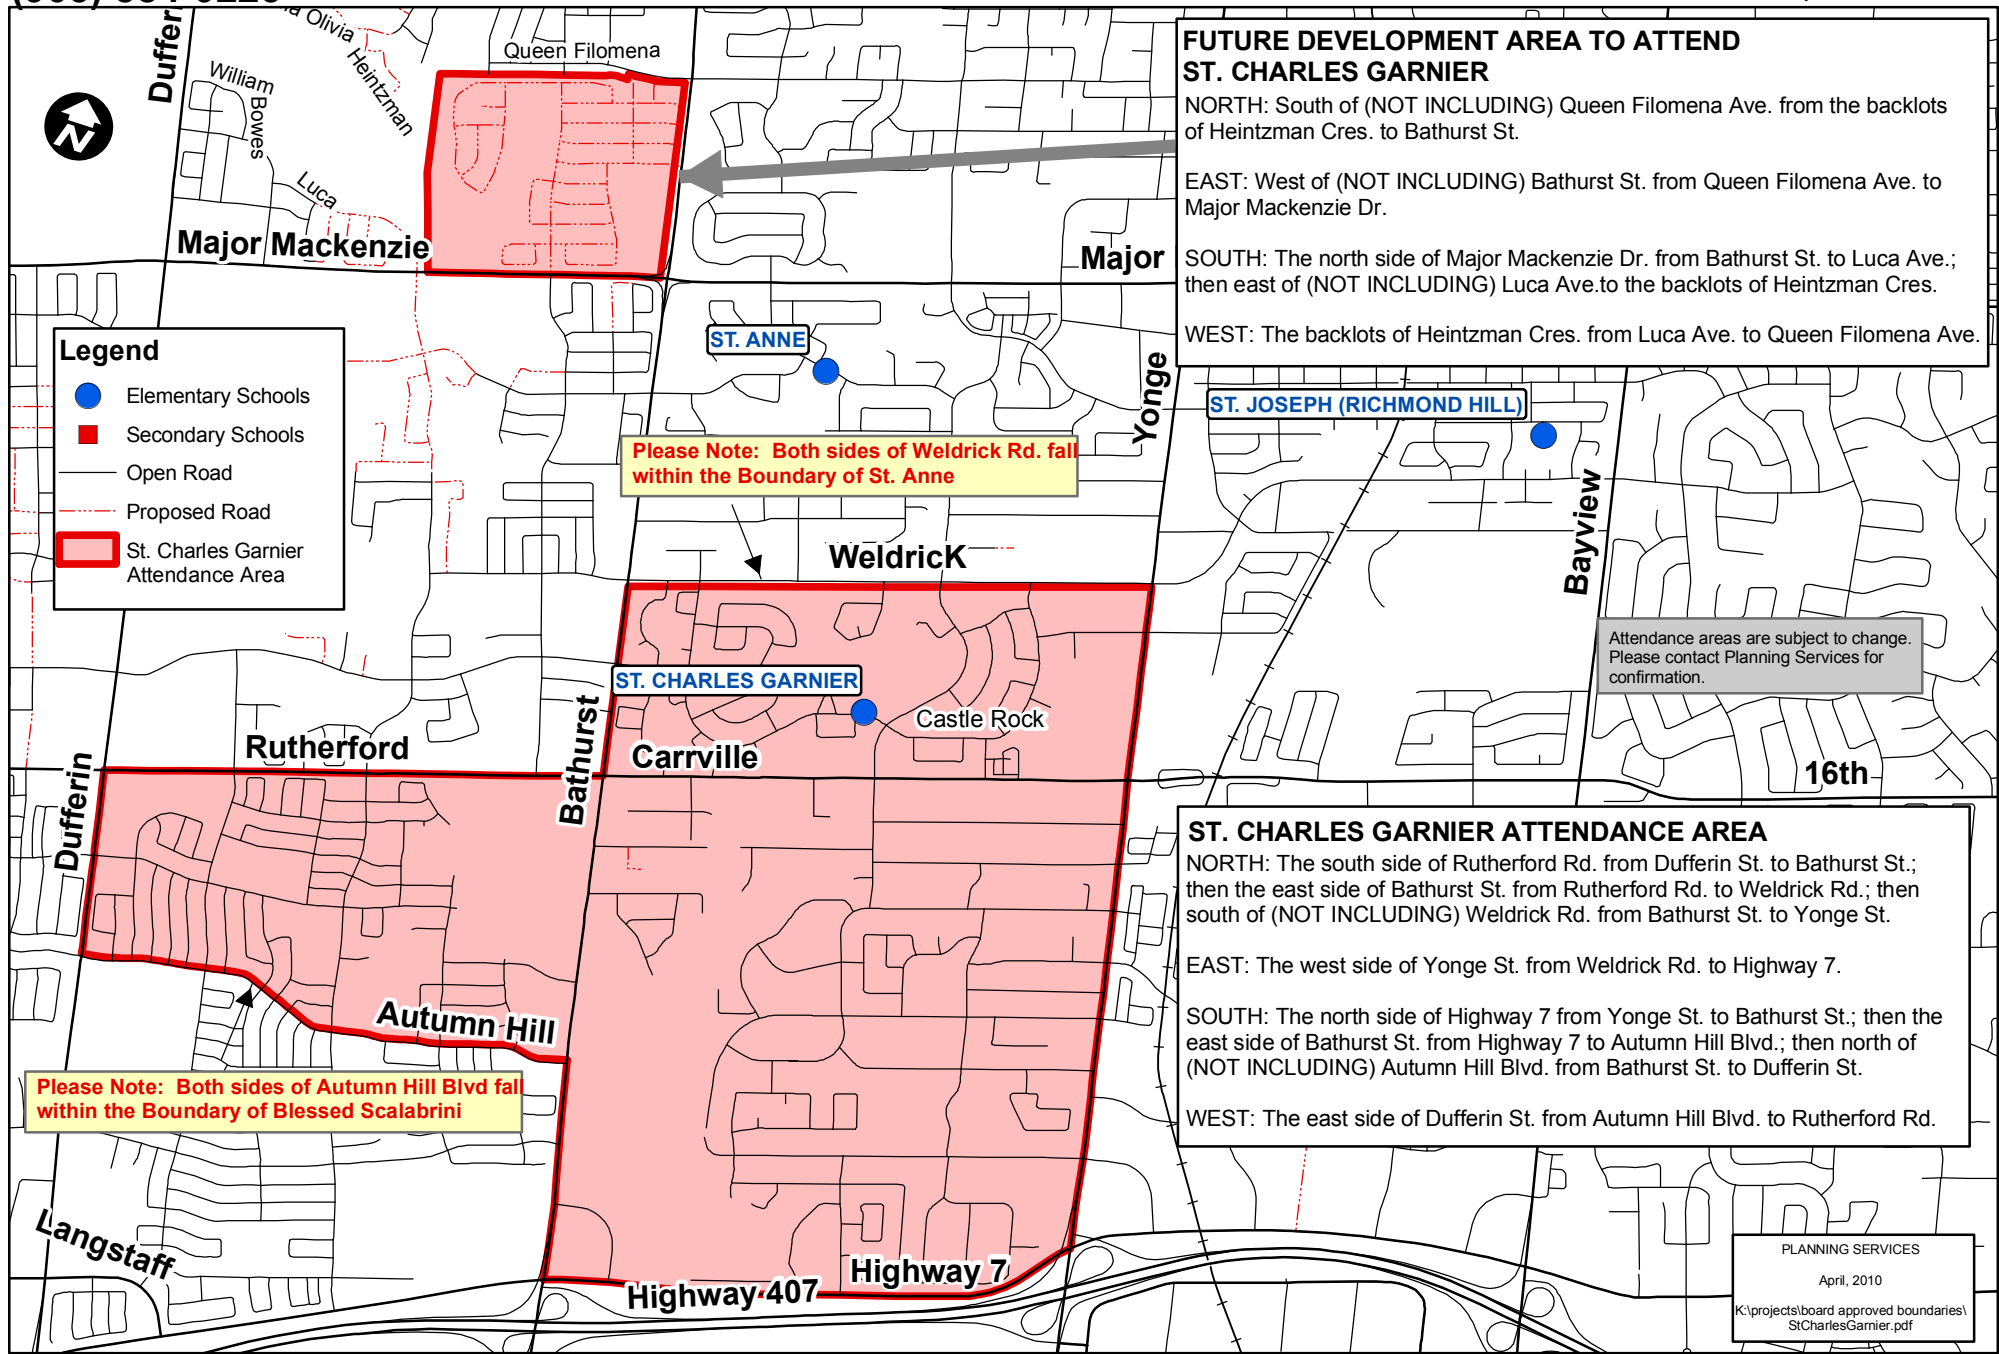 Queen Filomena
Olivia
Heintzman
William
Bowes
Luca
N
Major Mackenzie
Major
FUTURE DEVELOPMENT AREA TO ATTEND
ST. CHARLES GARNIER
NORTH: South of (NOT INCLUDING) Queen Filomena Ave. from the backlots
of Heintzman Cres. to Bathurst St.
EAST: West of (NOT INCLUDING) Bathurst St. from Queen Filomena Ave. to
Major Mackenzie Dr.
SOUTH: The north side of Major Mackenzie Dr. from Bathurst St. to Luca Ave.;
then east of (NOT INCLUDING) Luca Ave.to the backlots of Heintzman Cres.
WEST: The backlots of Heintzman Cres. from Luca Ave. to Queen Filomena Ave.
Legend
Elementary Schools
Secondary Schools
Open Road
Proposed Road
St. Charles Garnier
Attendance Area
ST. ANNE
Yonge
ST. JOSEPH (RICHMOND HILL)
Please Note: Both sides of Weldrick Rd. fall
within the Boundary of St. Anne
WeldricK
Bayview
Attendance areas are subject to change.
Please contact Planning Services for
confirmation.
ST. CHARLES GARNIER
Castle Rock
Rutherford
Bathurst
Carrville
Dufferin
16th
ST. CHARLES GARNIER ATTENDANCE AREA
NORTH: The south side of Rutherford Rd. from Dufferin St. to Bathurst St.;
then the east side of Bathurst St. from Rutherford Rd. to Weldrick Rd.; then
south of (NOT INCLUDING) Weldrick Rd. from Bathurst St. to Yonge St.
EAST: The west side of Yonge St. from Weldrick Rd. to Highway 7.
SOUTH: The north side of Highway 7 from Yonge St. to Bathurst St.; then the
east side of Bathurst St. from Highway 7 to Autumn Hill Blvd.; then north of
(NOT INCLUDING) Autumn Hill Blvd. from Bathurst St. to Dufferin St.
WEST: The east side of Dufferin St. from Autumn Hill Blvd. to Rutherford Rd.
Autumn Hill
Please Note: Both sides of Autumn Hill Blvd fall
within the Boundary of Blessed Scalabrini
Langstaff
Highway 407
Highway 7
PLANNING SERVICES
April, 2010
K:\projects\board approved boundaries\
StCharlesGarnier.pdf